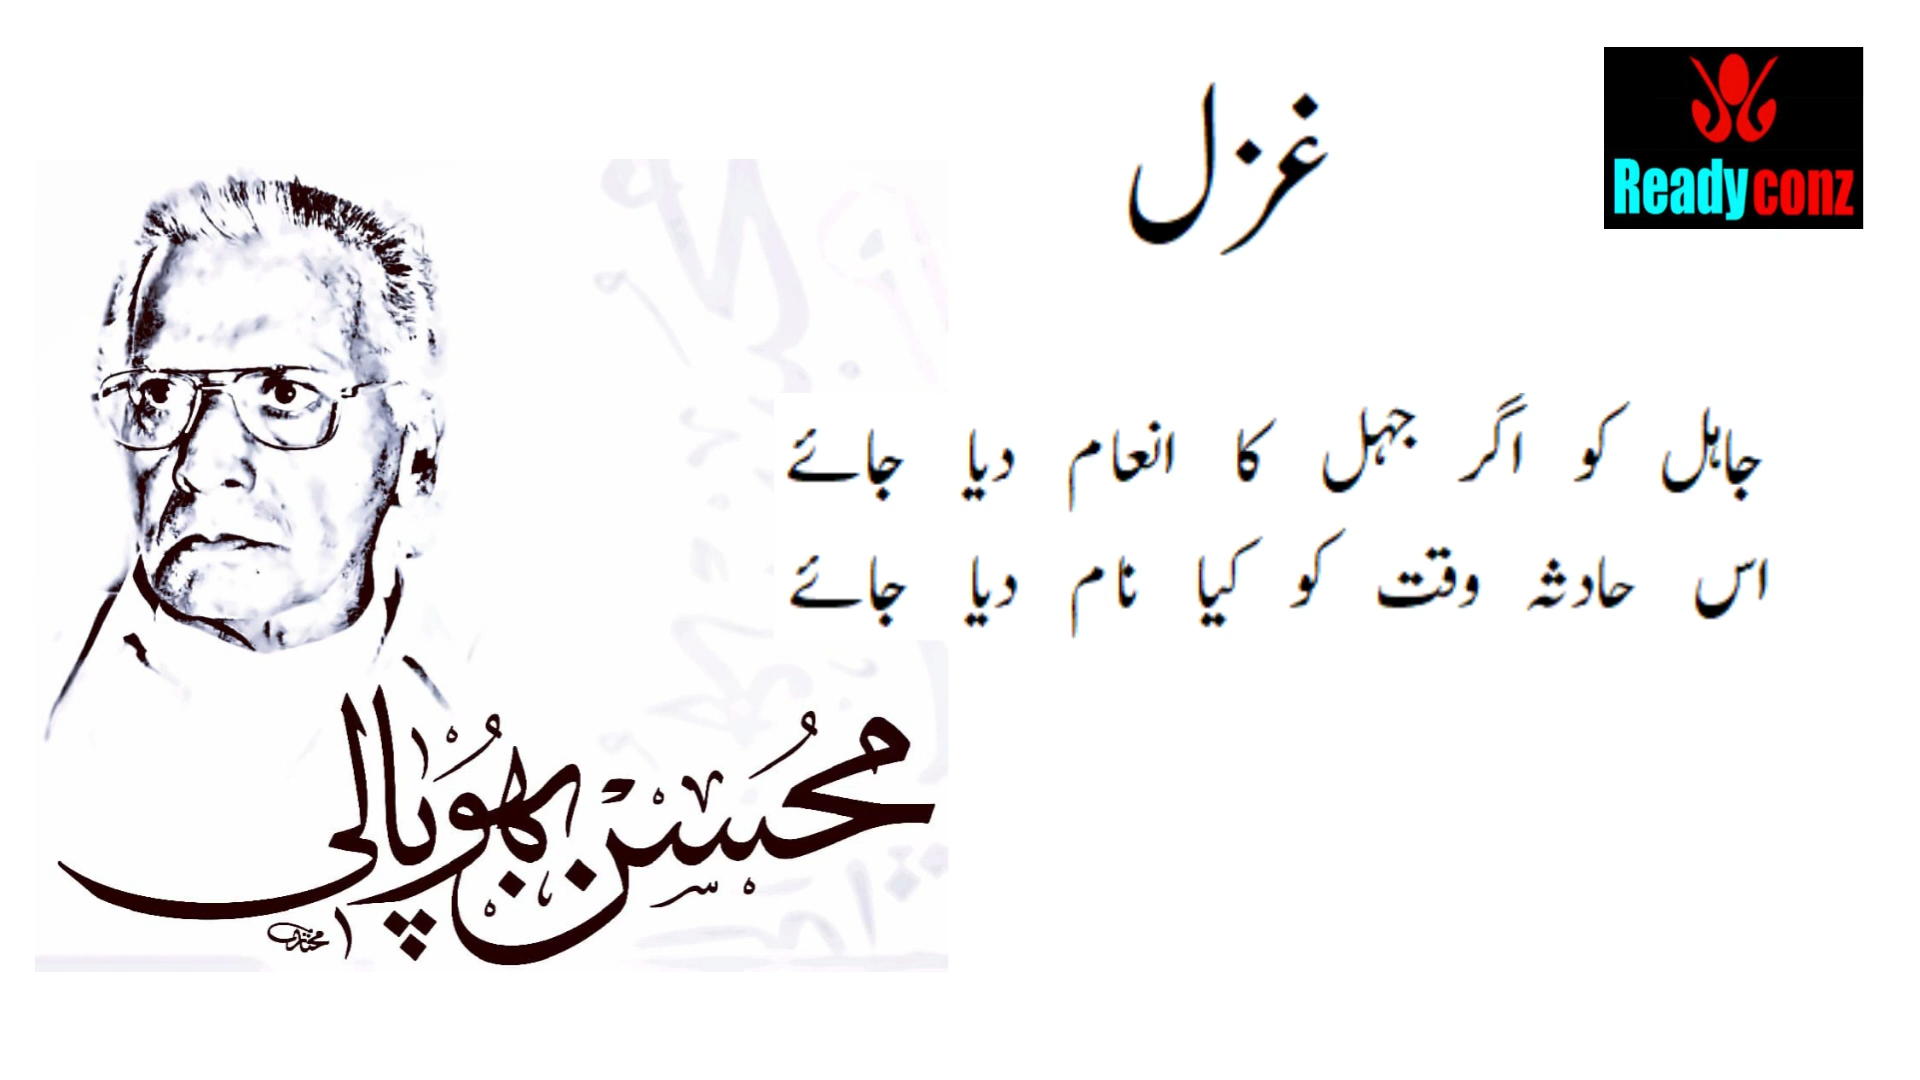 غزل
Readyconz
جاہل کو اگر جہل کا انعام دیا جائے
اس حادثہ وقت کو کیا نام دیا جائے
محسن بھوپالی